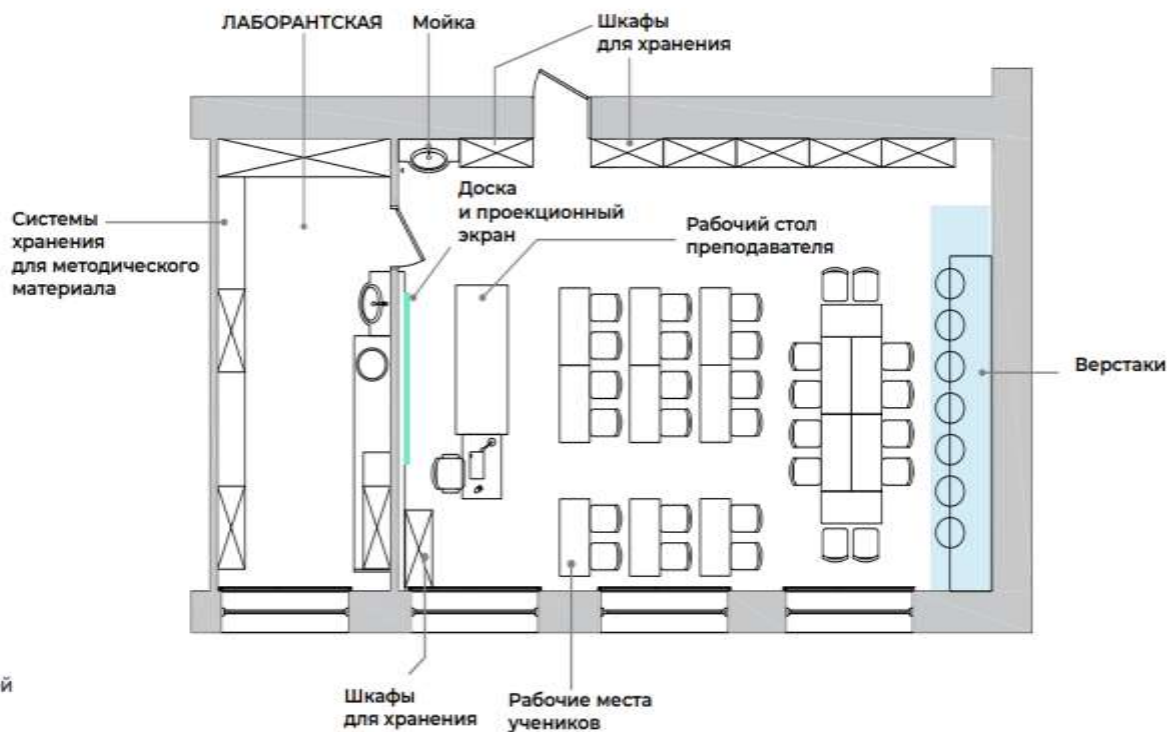 ЛАБОРАНТСКАЯ
Мойка
Шкафы
для хранения
Доска
и проекционный
экран
Рабочий стол
преподавателя
Системы
хранения
для методического
материала
Верстаки
й
Шкафы
для хранения
Рабочие места
учеников